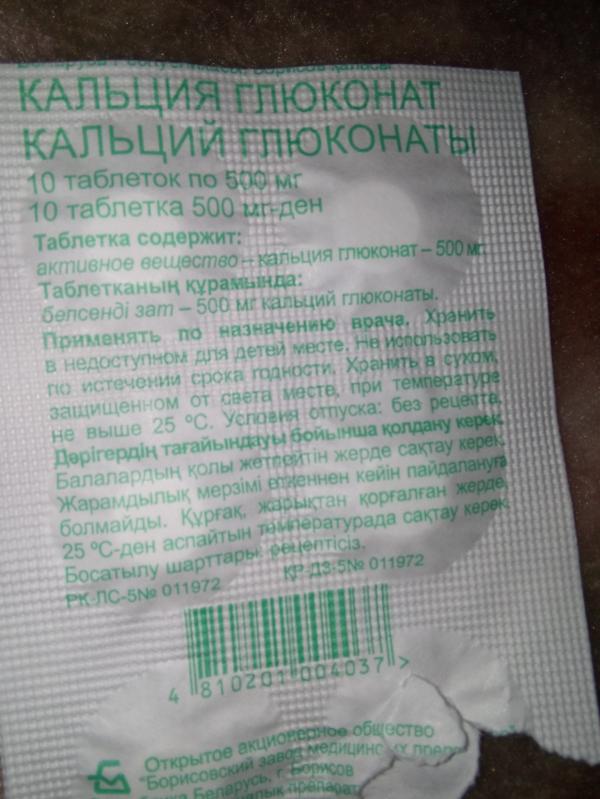 КАЛЬЦИЯ ГЛЮКОНАТ
КАЛЬЦИЙ ГЛЮКОНАТЫ
10 таблеток по 500 мг
10 таблетка 500 мг-ден
Таблетка содержит:
активное вещество – кальция глюконат – 500 мг.
Таблетканың құрамында:
белсенді зат – 500 мг кальций глюконаты.
Применять по назначению врача. Хранить
в недоступном для детей месте. Не использовать
по истечении срока годности. Хранить в сухом,
защищенном от света месте, при температуре
не выше 25 °С. Условия отпуска: без рецепта.
Дәрігердің тағайындауы бойынша қолдану керек.
Балалардың қолы жетпейтін жерде сақтау керек.
Жарамдылық мерзімі өткеннен кейін пайдалануға
болмайды. Құрғақ, жарықтан қорғалған жерде,
25 °С-ден аспайтын температурада сақтау керек.
Босатылу шарттары: рецептісіз.
РК-ЛС-5№ 011972 ҚР-ДЗ-5№ 011972
4 810201 004037 >
Открытое акционерное общество
"Борисовский завод
Беларусь, г. Борисов